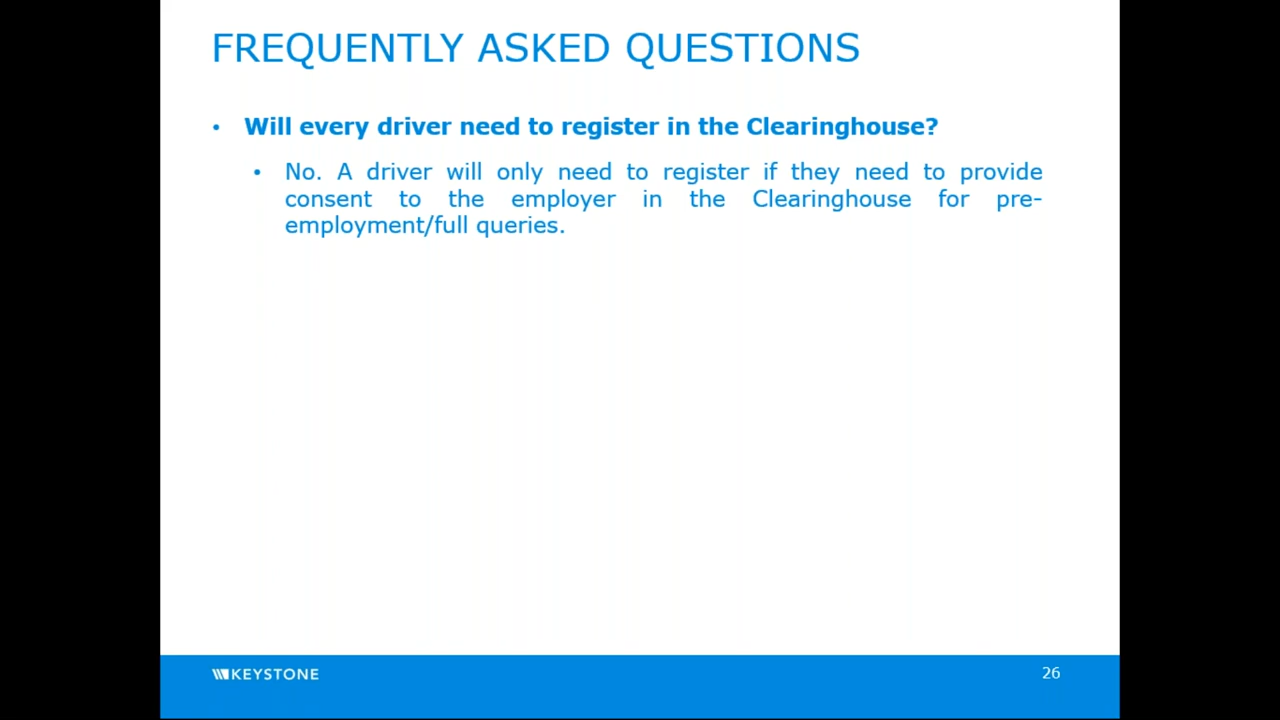 FREQUENTLY ASKED QUESTIONS
• Will every driver need to register in the Clearinghouse?
• No. A driver will only need to register if they need to provide
consent to the employer in the Clearinghouse for pre-
employment/full queries.
KEYSTONE
26